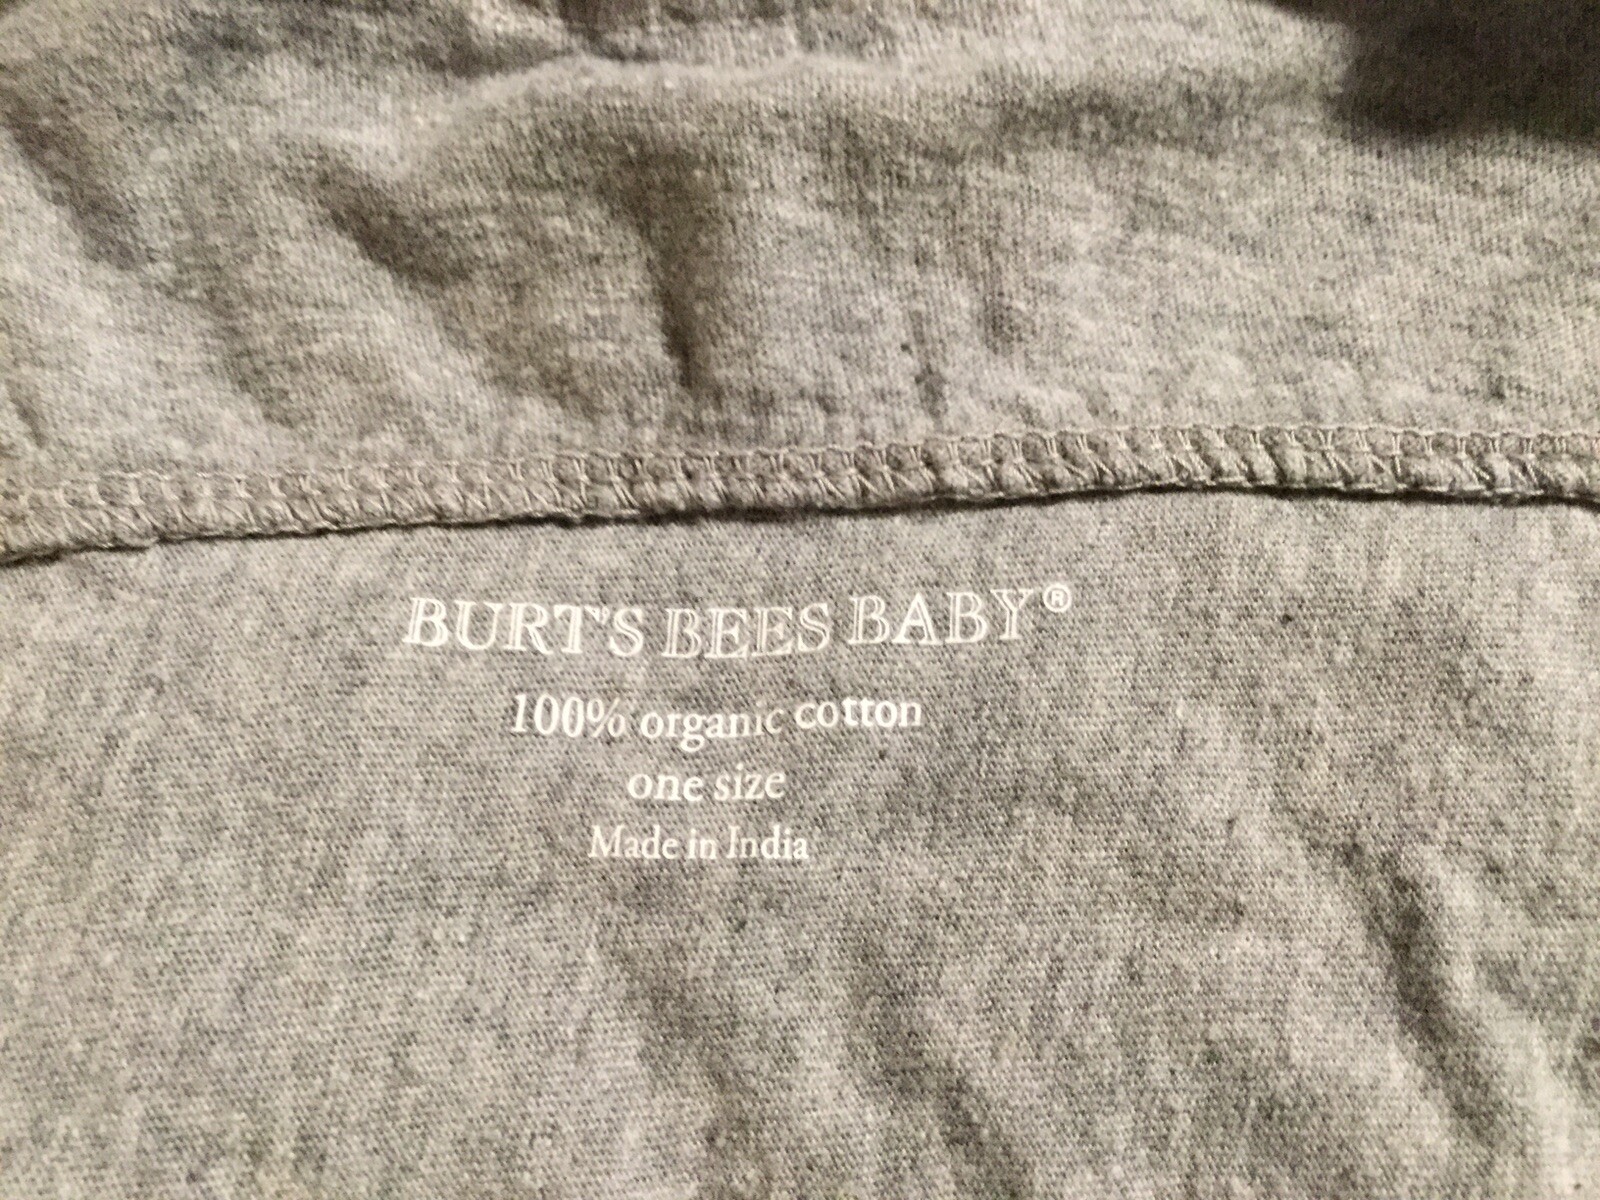 BURT'S BEES BABY®
100% organic cotton
one size
Made in India